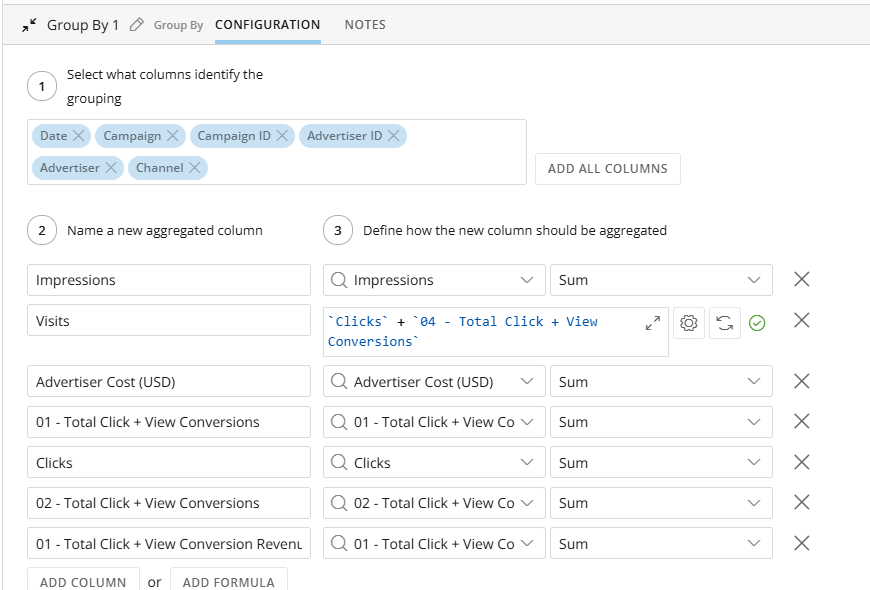 Group By 1 Group By CONFIGURATION NOTES
1 Select what columns identify the
grouping
Date Campaign Campaign ID Advertiser ID
Advertiser Channel
ADD ALL COLUMNS
2 Name a new aggregated column 3 Define how the new column should be aggregated
Impressions Impressions Sum
Visits `Clicks` + `04 - Total Click + View
Conversions`
Advertiser Cost (USD) Advertiser Cost (USD) Sum
01 - Total Click + View Conversions 01 - Total Click + View Co Sum
Clicks Clicks Sum
02 - Total Click + View Conversions 02 - Total Click + View Co Sum
01 - Total Click + View Conversion Revenu 01 - Total Click + View Co Sum
ADD COLUMN or ADD FORMULA